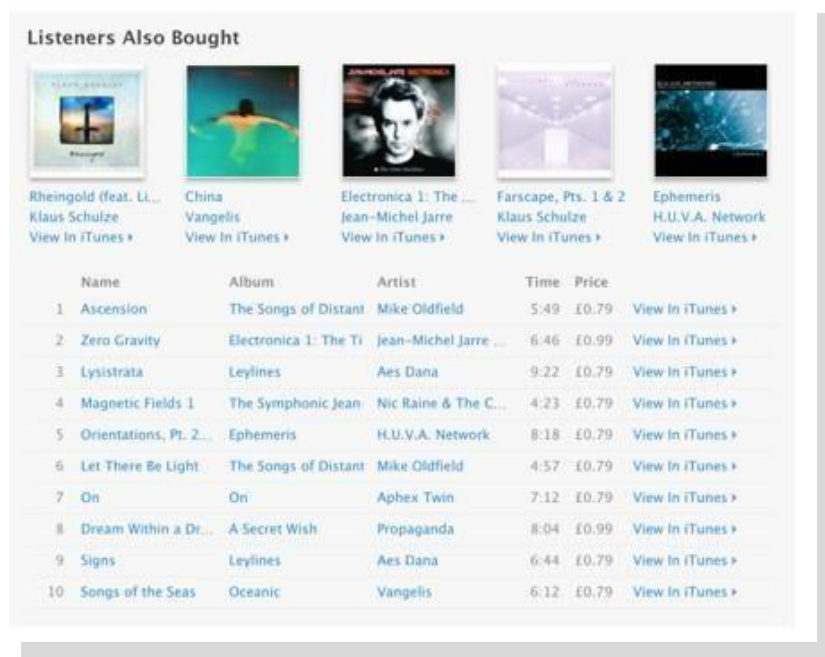 Listeners Also Bought
JEAN-MICHEL JARRE ELECTRONICA
Rheingold (feat. Li... China Electronica 1: The ... Farscape, Pts. 1 & 2 Ephemeris
Klaus Schulze Vangelis Jean-Michel Jarre Klaus Schulze H.U.V.A. Network
View In iTunes View In iTunes View In iTunes View In iTunes View In iTunes
Name Album Artist Time Price
1 Ascension The Songs of Distant Mike Oldfield 5:49 £0.79 View In iTunes
2 Zero Gravity Electronica 1: The Ti Jean-Michel Jarre ... 6:46 £0.99 View In iTunes
3 Lysistrata Leylines Aes Dana 9:22 £0.79 View In iTunes
4 Magnetic Fields 1 The Symphonic Jean Nic Raine & The C... 4:23 £0.79 View In iTunes
5 Orientations, Pt. 2... Ephemeris H.U.V.A. Network 8:18 £0.79 View In iTunes
6 Let There Be Light The Songs of Distant Mike Oldfield 4:57 £0.79 View In iTunes
7 On On Aphex Twin 7:12 £0.79 View In iTunes
8 Dream Within a Dr... A Secret Wish Propaganda 8:04 £0.99 View In iTunes
9 Signs Leylines Aes Dana 6:44 £0.79 View In iTunes
10 Songs of the Seas Oceanic Vangelis 6:12 £0.79 View In iTunes